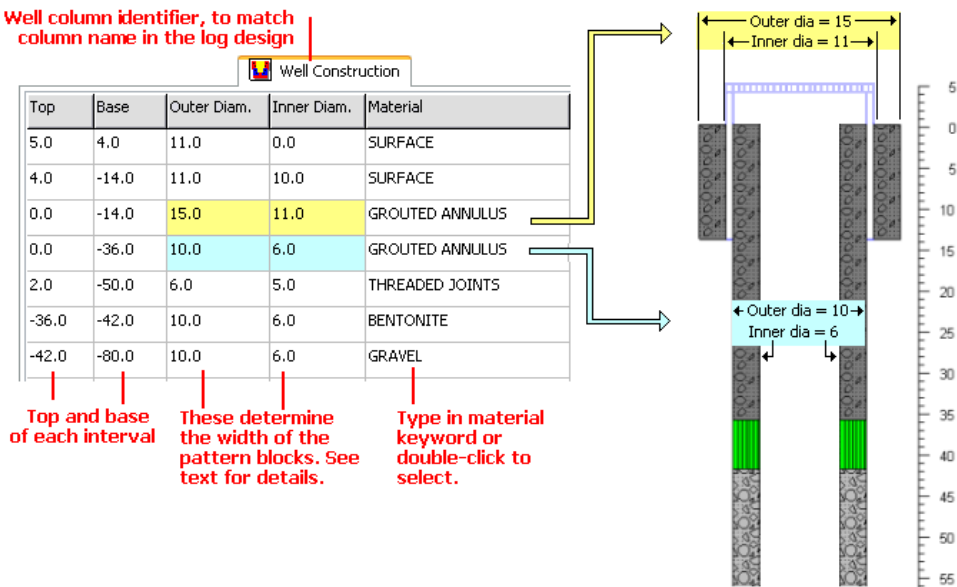 Well column identifier, to match
column name in the log design
Well Construction
Top Base Outer Diam. Inner Diam. Material
5.0 4.0 11.0 0.0 SURFACE
4.0 -14.0 11.0 10.0 SURFACE
0.0 -14.0 15.0 11.0 GROUTED ANNULUS
0.0 -36.0 10.0 6.0 GROUTED ANNULUS
2.0 -50.0 6.0 5.0 THREADED JOINTS
-36.0 -42.0 10.0 6.0 BENTONITE
-42.0 -80.0 10.0 6.0 GRAVEL
Top and base
of each interval
These determine
the width of the
pattern blocks. See
text for details.
Type in material
keyword or
double-click to
select.
Outer dia = 15
Inner dia = 11
Outer dia = 10
Inner dia = 6
5
0
5
10
15
20
25
30
35
40
45
50
55